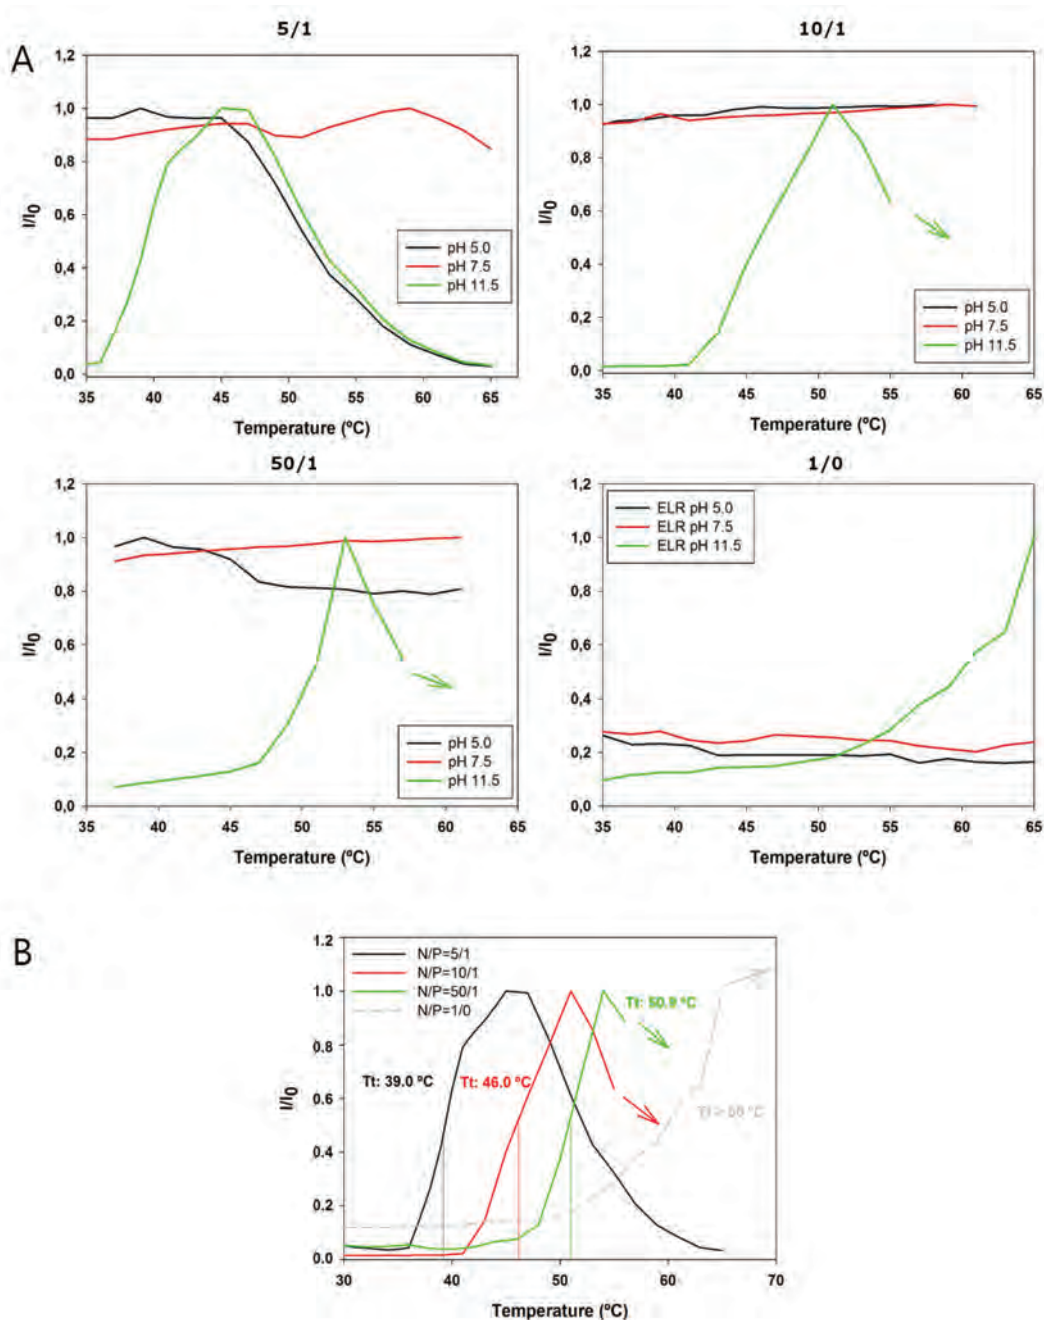 A
5/1
1,2
1,0
0,8
0,6
0,4
0,2
0,0
I/I0
pH 5.0
pH 7.5
pH 11.5
35 40 45 50 55 60 65
Temperature (ºC)
10/1
1,2
1,0
0,8
0,6
0,4
0,2
0,0
I/I0
pH 5.0
pH 7.5
pH 11.5
35 40 45 50 55 60 65
Temperature (ºC)
50/1
1,2
1,0
0,8
0,6
0,4
0,2
0,0
I/I0
pH 5.0
pH 7.5
pH 11.5
35 40 45 50 55 60 65
Temperature (ºC)
1/0
1,2
1,0
0,8
0,6
0,4
0,2
0,0
I/I0
ELR pH 5.0
ELR pH 7.5
ELR pH 11.5
35 40 45 50 55 60 65
Temperature (ºC)
B
1.2
1.0
0.8
0.6
0.4
0.2
0.0
I/I0
N/P=5/1
N/P=10/1
N/P=50/1
N/P=1/0
Tt: 39.0 ºC
Tt: 46.0 ºC
Tt: 50.9 ºC
30 40 50 60 70
Temperature (ºC)